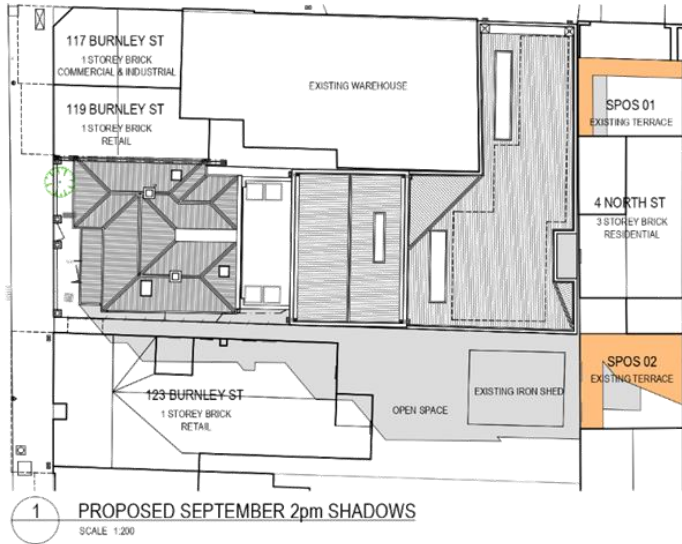 117 BURNLEY ST
1 STOREY BRICK
COMMERCIAL & INDUSTRIAL
119 BURNLEY ST
1 STOREY BRICK
RETAIL
EXISTING WAREHOUSE
SPOS 01
EXISTING TERRACE
4 NORTH ST
3 STOREY BRICK
RESIDENTIAL
SPOS 02
EXISTING TERRACE
123 BURNLEY ST
1 STOREY BRICK
RETAIL
OPEN SPACE
EXISTING IRON SHED
1
PROPOSED SEPTEMBER 2pm SHADOWS
SCALE 1:200